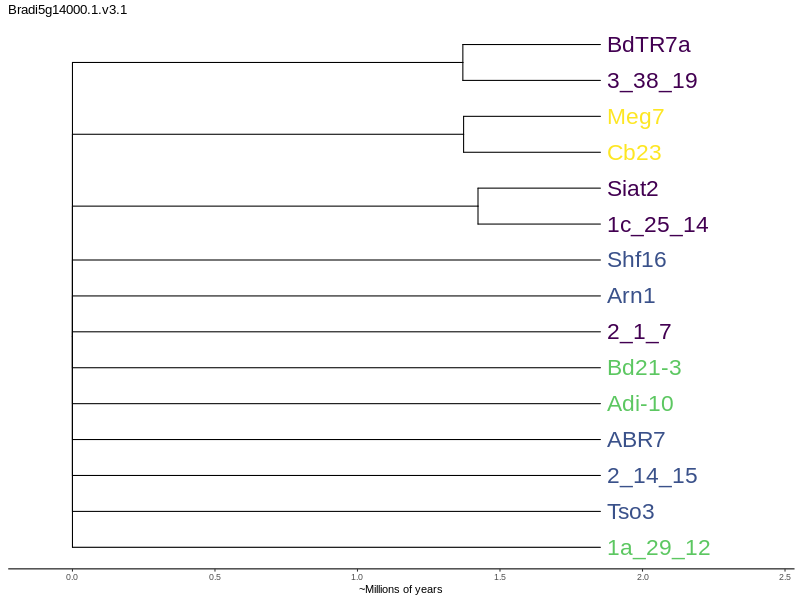 Bradi5g14000.1.v3.1
BdTR7a
3_38_19
Meg7
Cb23
Siat2
1c_25_14
Shf16
Arn1
2_1_7
Bd21-3
Adi-10
ABR7
2_14_15
Tso3
1a_29_12
0.0 0.5 1.0 1.5 2.0 2.5
~Millions of years